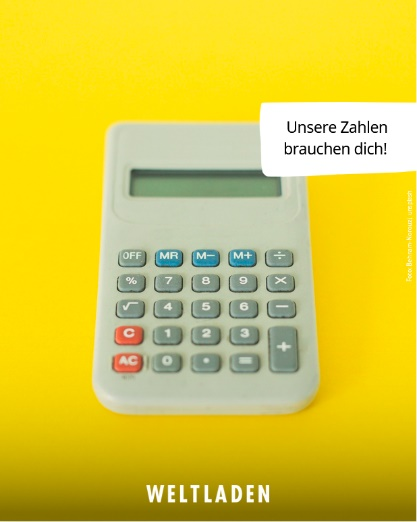 Unsere Zahlen
brauchen dich!
OFF MR M− M+ ÷
% 7 8 9 ×
√ 4 5 6 −
C 1 2 3 +
AC 0 • =
WELTLADEN